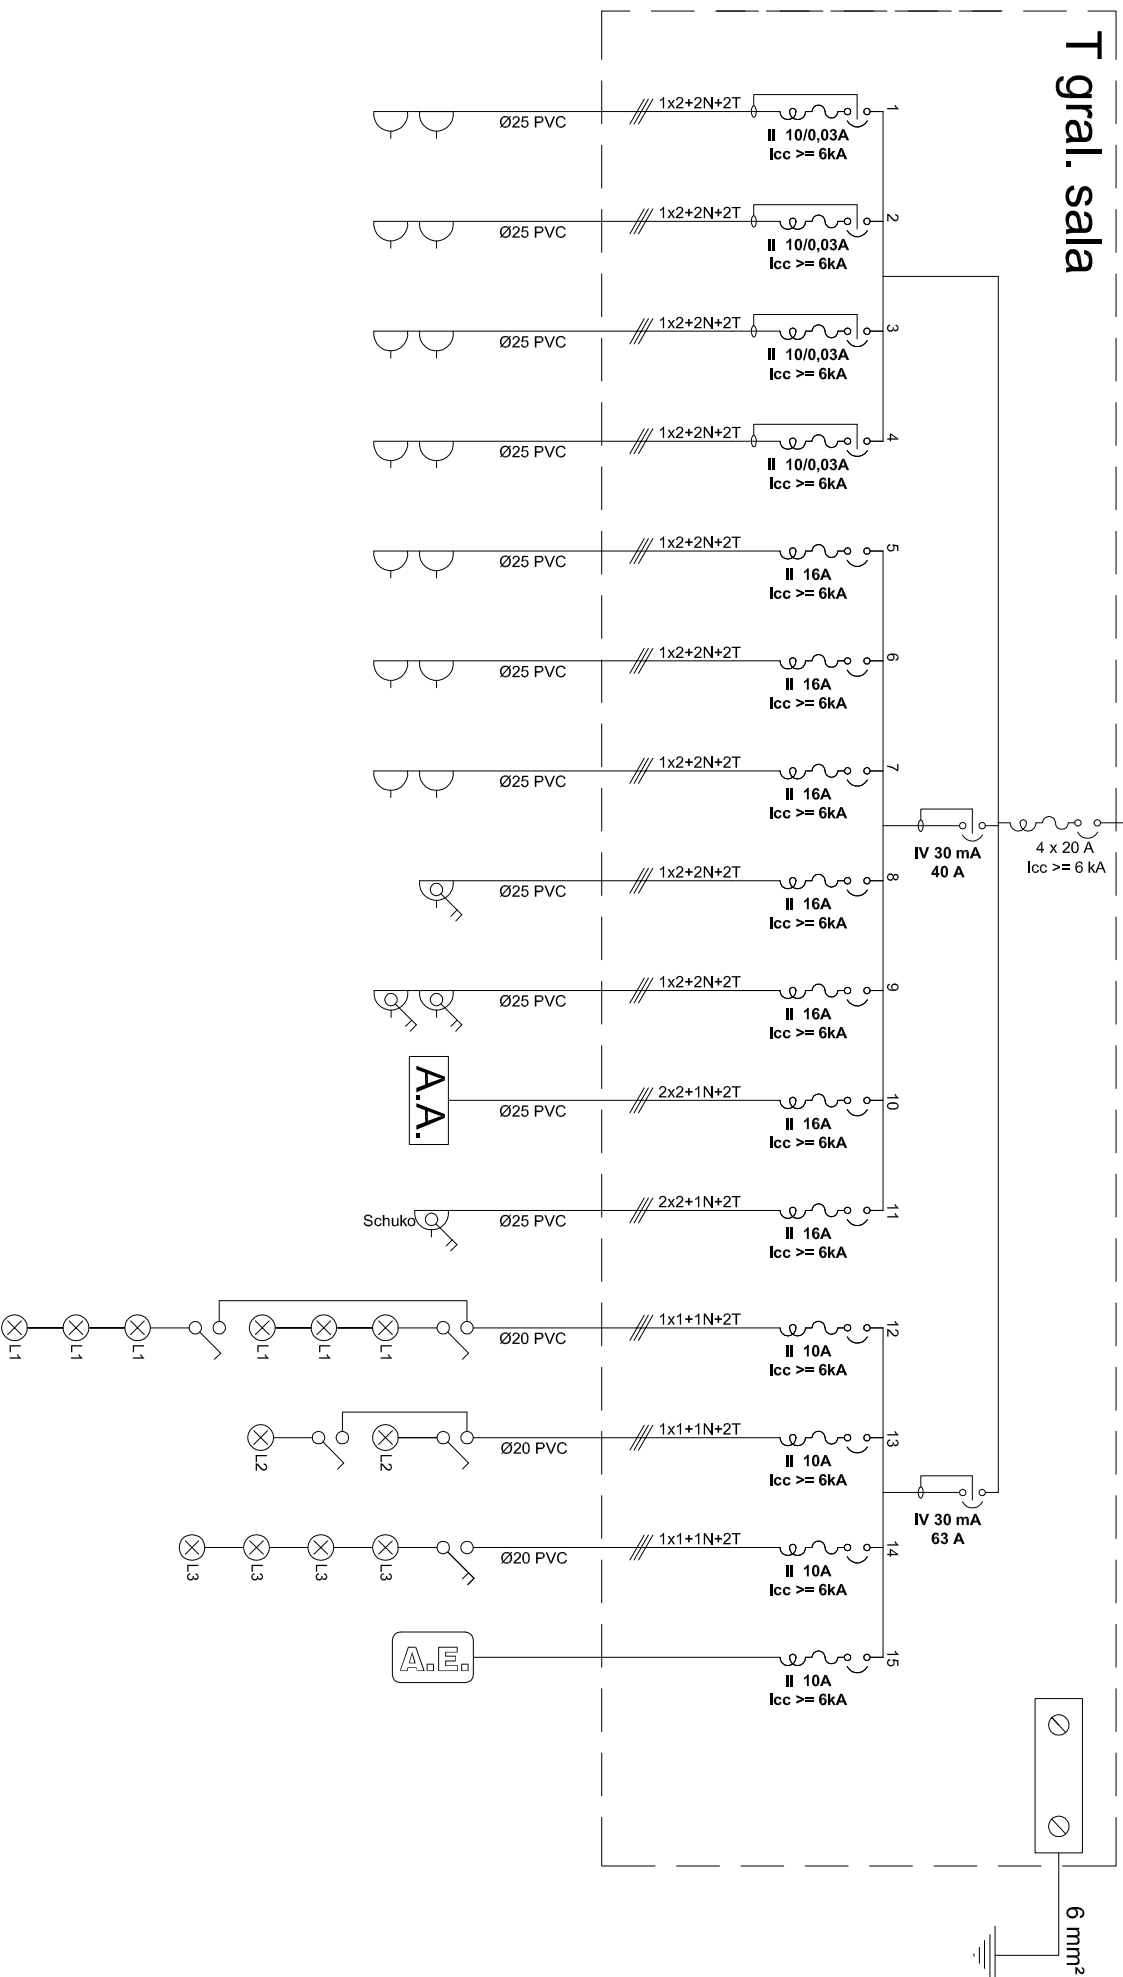 T gral. sala
1
1x2+2N+2T
Ø25 PVC
II 10/0,03A
Icc >= 6kA
2
1x2+2N+2T
Ø25 PVC
II 10/0,03A
Icc >= 6kA
3
1x2+2N+2T
Ø25 PVC
II 10/0,03A
Icc >= 6kA
4
1x2+2N+2T
Ø25 PVC
II 10/0,03A
Icc >= 6kA
5
1x2+2N+2T
Ø25 PVC
II 16A
Icc >= 6kA
6
1x2+2N+2T
Ø25 PVC
II 16A
Icc >= 6kA
7
1x2+2N+2T
Ø25 PVC
II 16A
Icc >= 6kA
IV 30 mA
40 A
4 x 20 A
Icc >= 6 kA
8
1x2+2N+2T
Ø25 PVC
II 16A
Icc >= 6kA
9
1x2+2N+2T
Ø25 PVC
II 16A
Icc >= 6kA
A.A.
10
2x2+1N+2T
Ø25 PVC
II 16A
Icc >= 6kA
11
2x2+1N+2T
Schuko
Ø25 PVC
II 16A
Icc >= 6kA
12
1x1+1N+2T
Ø20 PVC
L1
L1
L1
L1
L1
L1
II 10A
Icc >= 6kA
13
1x1+1N+2T
Ø20 PVC
L2
L2
II 10A
Icc >= 6kA
IV 30 mA
63 A
14
1x1+1N+2T
Ø20 PVC
L3
L3
L3
L3
II 10A
Icc >= 6kA
15
A.E.
II 10A
Icc >= 6kA
6 mm²